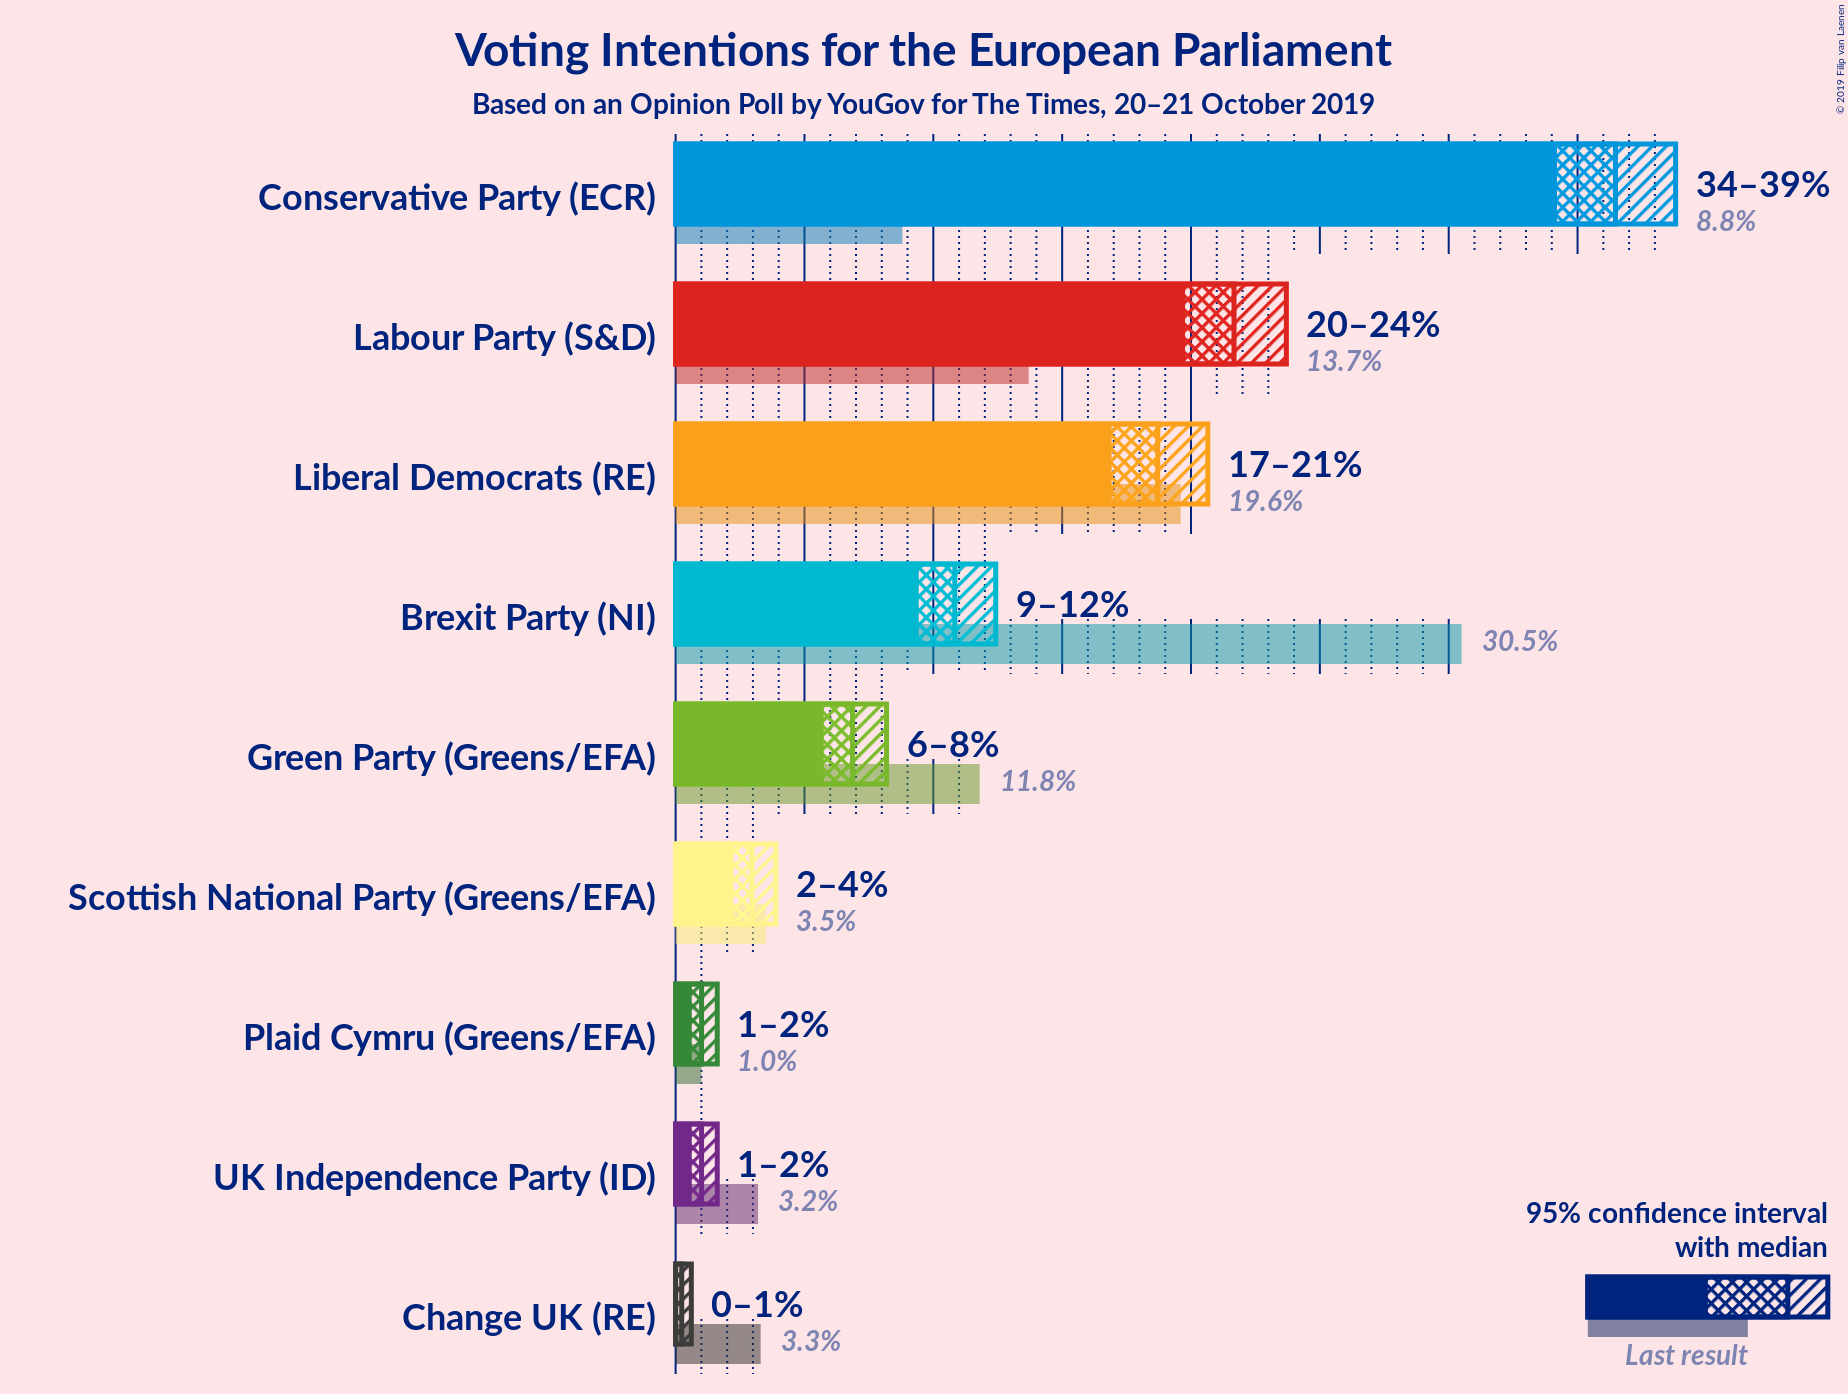 Voting Intentions for the European Parliament
Based on an Opinion Poll by YouGov for The Times, 20–21 October 2019
© 2019 Filip van Laenen
Conservative Party (ECR)
34–39%
8.8%
Labour Party (S&D)
20–24%
13.7%
Liberal Democrats (RE)
17–21%
19.6%
Brexit Party (NI)
9–12%
30.5%
Green Party (Greens/EFA)
6–8%
11.8%
Scottish National Party (Greens/EFA)
2–4%
3.5%
Plaid Cymru (Greens/EFA)
1–2%
1.0%
UK Independence Party (ID)
1–2%
3.2%
Change UK (RE)
0–1%
3.3%
95% confidence interval
with median
Last result